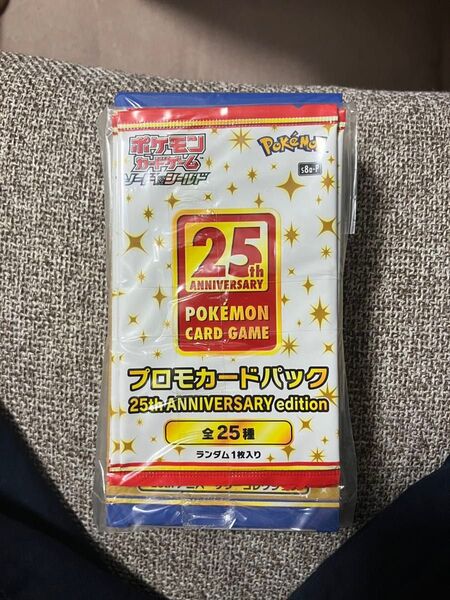 ポケモン
カードゲーム
ソード&シールド
Pokémon
s8a-P
25th
ANNIVERSARY
POKÉMON
CARD GAME
プロモカードパック
25th ANNIVERSARY edition
全25種
ランダム1枚入り